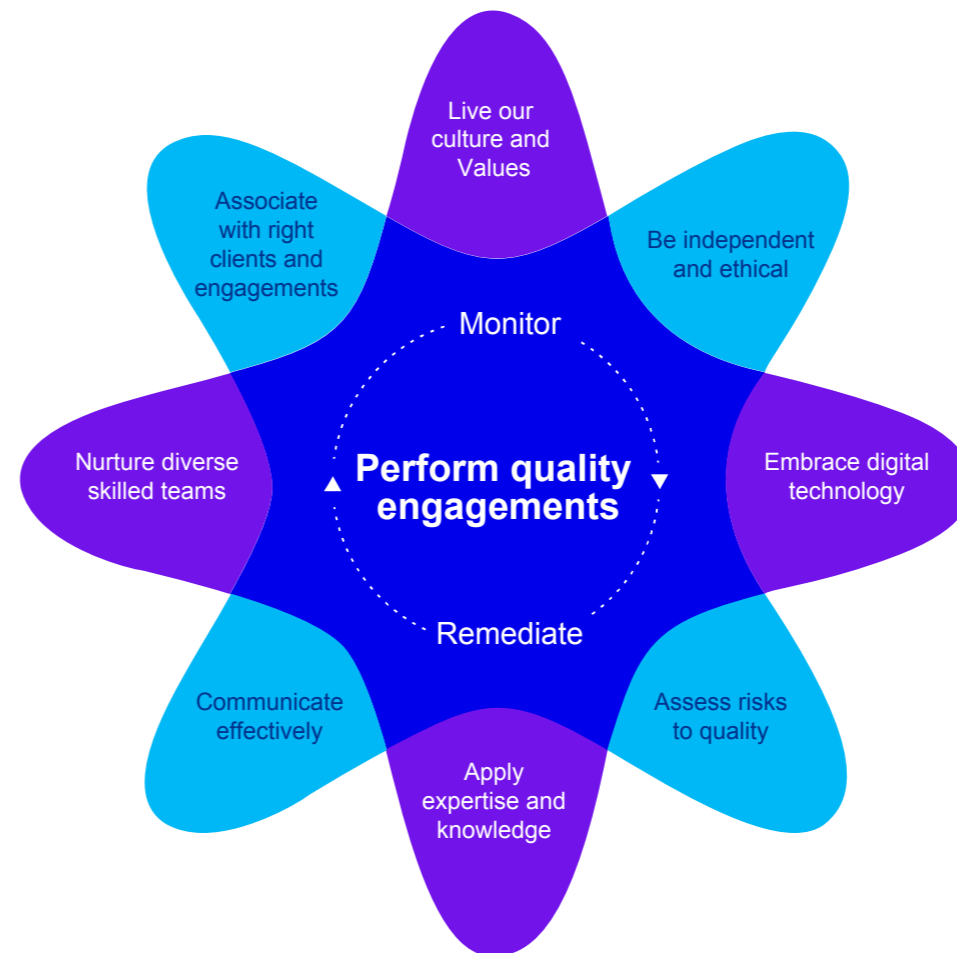 Live our
culture and
Values
Associate
with right
clients and
engagements
Be independent
and ethical
Monitor
Nurture diverse
skilled teams
Perform quality
engagements
Embrace digital
technology
Remediate
Communicate
effectively
Assess risks
to quality
Apply
expertise and
knowledge